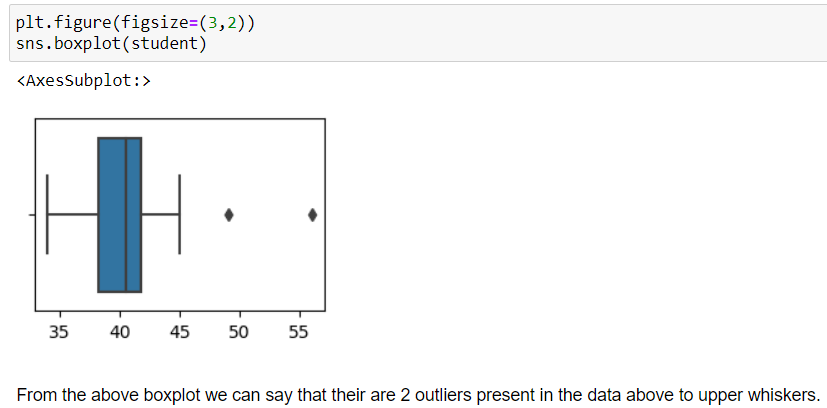 plt.figure(figsize=(3,2))
sns.boxplot(student)
<AxesSubplot:>
35 40 45 50 55
From the above boxplot we can say that their are 2 outliers present in the data above to upper whiskers.